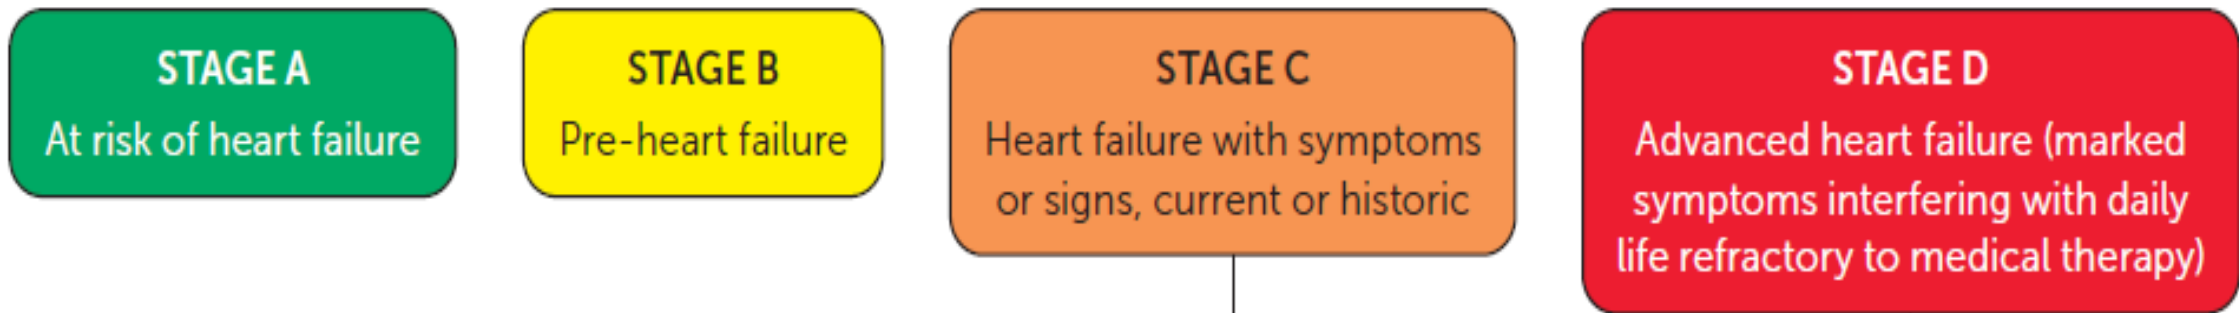 STAGE A
At risk of heart failure
STAGE B
Pre-heart failure
STAGE C
Heart failure with symptoms
or signs, current or historic
STAGE D
Advanced heart failure (marked
symptoms interfering with daily
life refractory to medical therapy)